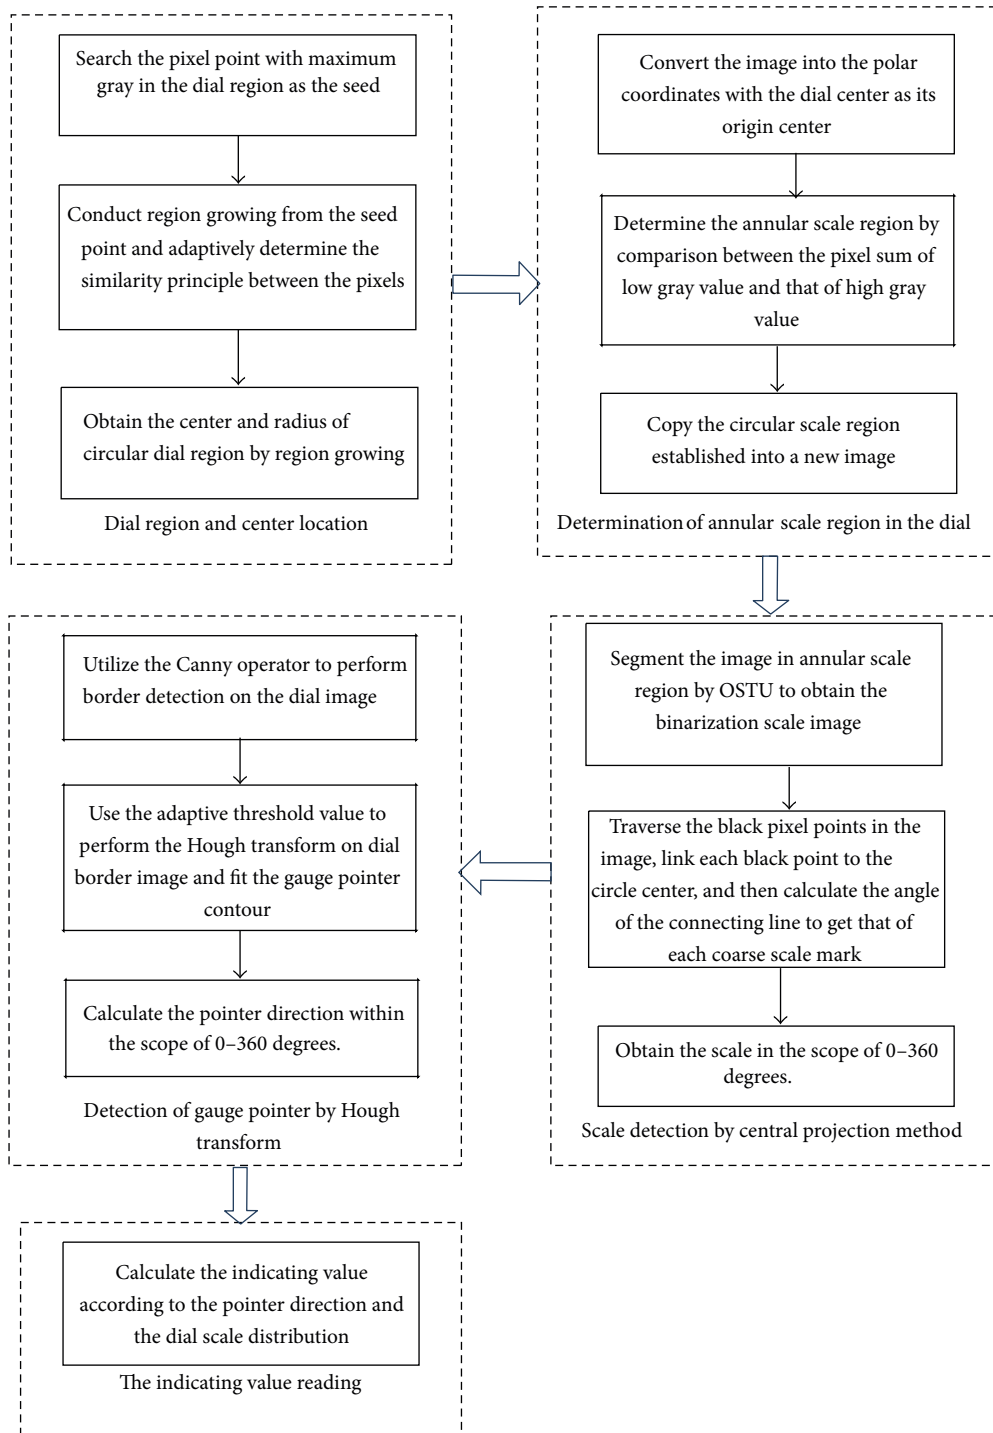 Search the pixel point with maximum
gray in the dial region as the seed
Conduct region growing from the seed
point and adaptively determine the
similarity principle between the pixels
Obtain the center and radius of
circular dial region by region growing
Dial region and center location
Convert the image into the polar
coordinates with the dial center as its
origin center
Determine the annular scale region by
comparison between the pixel sum of
low gray value and that of high gray
value
Copy the circular scale region
established into a new image
Determination of annular scale region in the dial
Segment the image in annular scale
region by OSTU to obtain the
binarization scale image
Traverse the black pixel points in the
image, link each black point to the
circle center, and then calculate the angle
of the connecting line to get that of
each coarse scale mark
Obtain the scale in the scope of 0–360
degrees.
Scale detection by central projection method
Utilize the Canny operator to perform
border detection on the dial image
Use the adaptive threshold value to
perform the Hough transform on dial
border image and fit the gauge pointer
contour
Calculate the pointer direction within
the scope of 0–360 degrees.
Detection of gauge pointer by Hough
transform
Calculate the indicating value
according to the pointer direction and
the dial scale distribution
The indicating value reading